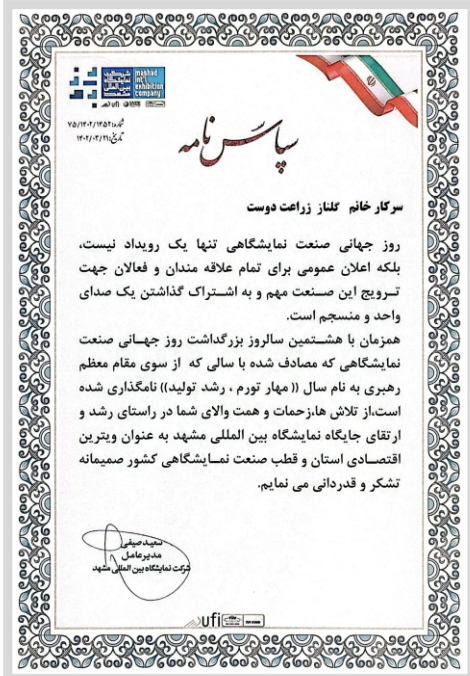 mashad
int'l
exhibition
company
ufi
شماره: ۷۵/۱۴۰۲/۱۴۵۲
تاریخ: ۱۴۰۲/۰۳/۲۱
سپاس نامه
سرکار خانم گلناز زراعت دوست
روز جهانی صنعت نمایشگاهی تنها یک رویداد نیست،
بلکه اعلان عمومی برای تمام علاقه مندان و فعالان جهت
ترویج این صنعت مهم و به اشتراک گذاشتن یک صدای
واحد و منسجم است.
همزمان با هشتمین سالروز بزرگداشت روز جهانی صنعت
نمایشگاهی که مصادف شده با سالی که از سوی مقام معظم
رهبری به نام سال (( مهار تورم ، رشد تولید)) نامگذاری شده
است،از تلاش ها،زحمات و همت والای شما در راستای رشد و
ارتقای جایگاه نمایشگاه بین المللی مشهد به عنوان ویترین
اقتصادی استان و قطب صنعت نمایشگاهی کشور صمیمانه
تشکر و قدردانی می نمایم.
سعید صیفی
مدیرعامل
شرکت نمایشگاه بین المللی مشهد
ufi